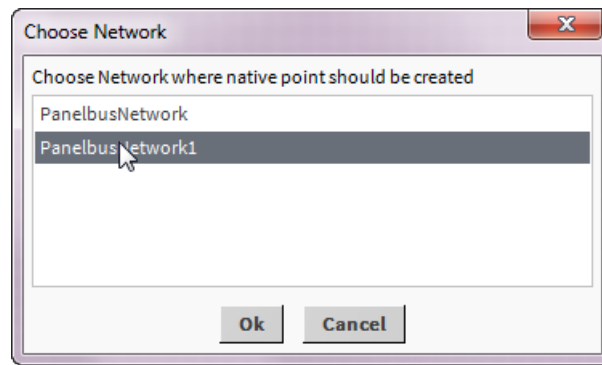 Choose Network
Choose Network where native point should be created
PanelbusNetwork
PanelbusNetwork1
Ok
Cancel